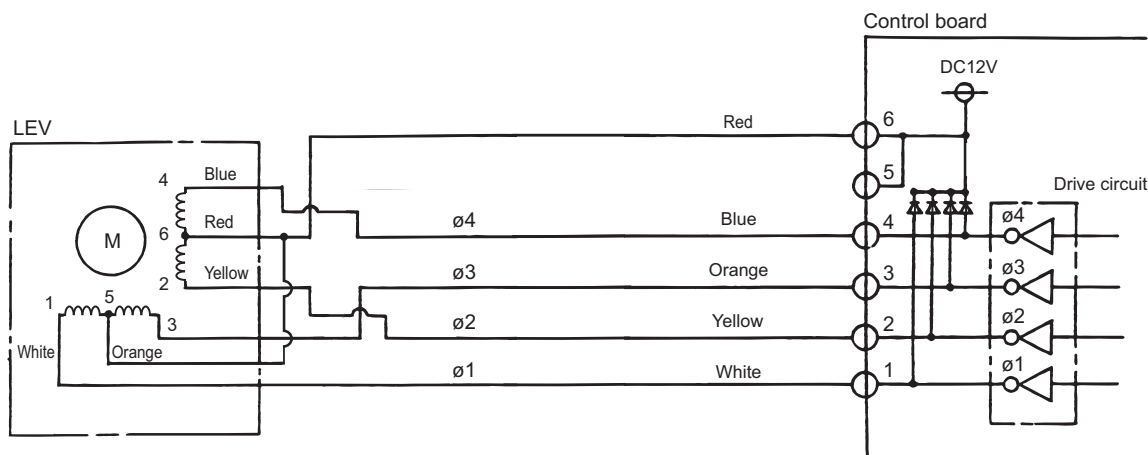 Control board
DC12V
LEV
Red
6
4
Blue
5
Drive circuit
Red
ø4
Blue
4
ø4
6
M
Yellow
ø3
Orange
3
ø3
2
1
5
3
ø2
Yellow
2
ø2
White
Orange
ø1
White
1
ø1